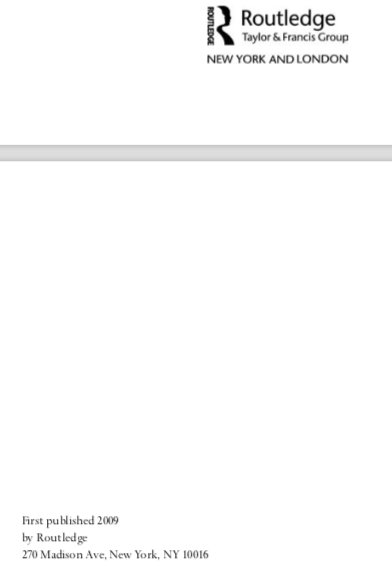 ROUTLEDGE
Routledge
Taylor & Francis Group
NEW YORK AND LONDON
First published 2009
by Routledge
270 Madison Ave, New York, NY 10016